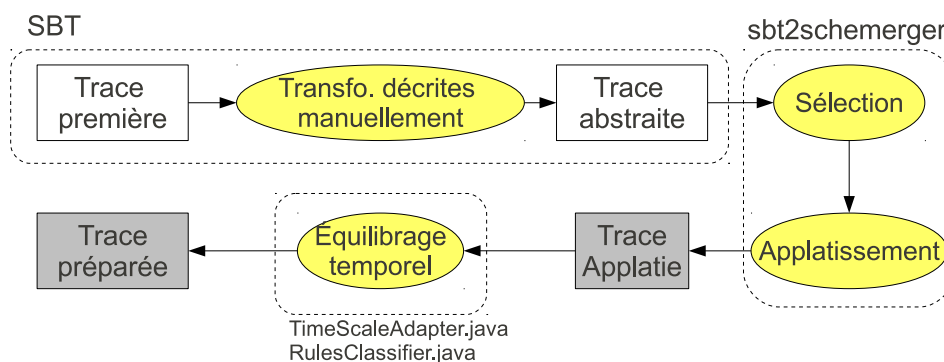 SBT
sbt2schemerger
Trace
première
Transfo. décrites
manuellement
Trace
abstraite
Sélection
Trace
préparée
Équilibrage
temporel
Trace
Applatie
Applatissement
TimeScaleAdapter.java
RulesClassifier.java